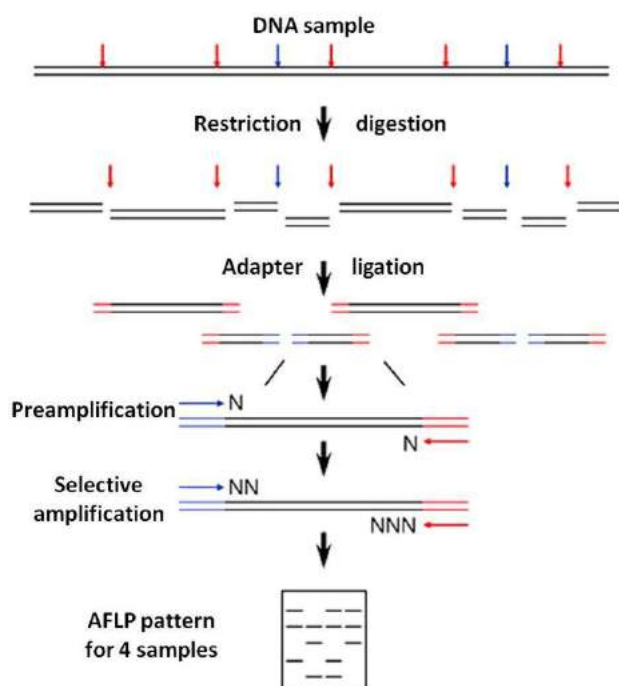 DNA sample
Restriction digestion
Adapter ligation
Preamplification
N
N
Selective
amplification
NN
NNN
AFLP pattern
for 4 samples